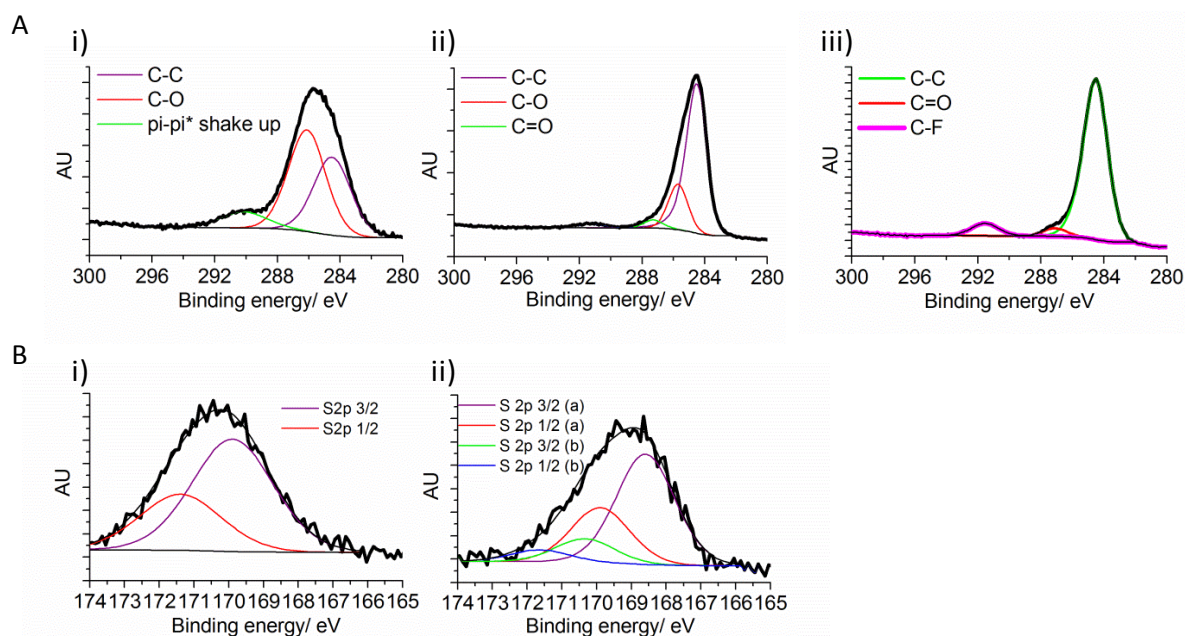 A
i)
C-C
C-O
pi-pi* shake up
AU
300 296 292 288 284 280
Binding energy/ eV
ii)
C-C
C-O
C=O
AU
300 296 292 288 284 280
Binding energy/ eV
iii)
C-C
C=O
C-F
AU
300 296 292 288 284 280
Binding energy/ eV
B
i)
S2p 3/2
S2p 1/2
AU
174 173 172 171 170 169 168 167 166 165
Binding energy/ eV
ii)
S 2p 3/2 (a)
S 2p 1/2 (a)
S 2p 3/2 (b)
S 2p 1/2 (b)
AU
174 173 172 171 170 169 168 167 166 165
Binding energy/ eV